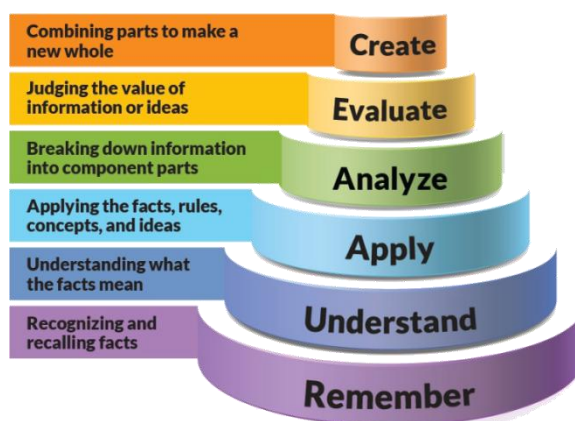 Combining parts to make a
new whole
Create
Judging the value of
information or ideas
Evaluate
Breaking down information
into component parts
Analyze
Applying the facts, rules,
concepts, and ideas
Apply
Understanding what
the facts mean
Understand
Recognizing and
recalling facts
Remember